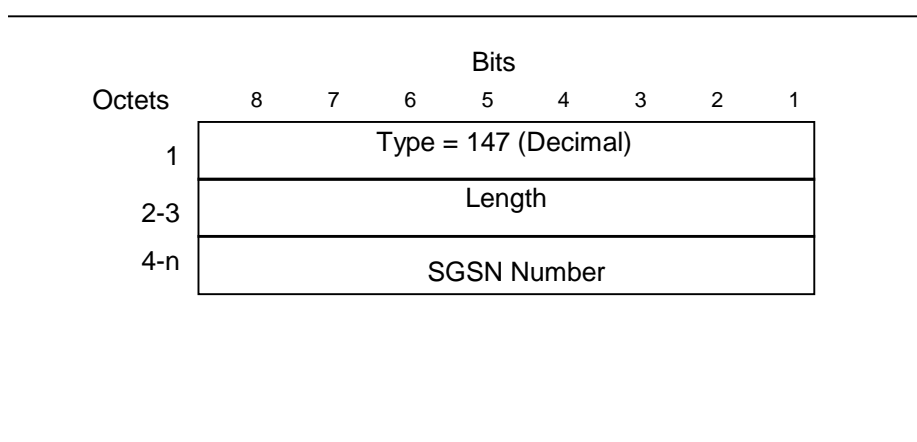 Bits
Octets 8 7 6 5 4 3 2 1
1 Type = 147 (Decimal)
2-3 Length
4-n SGSN Number